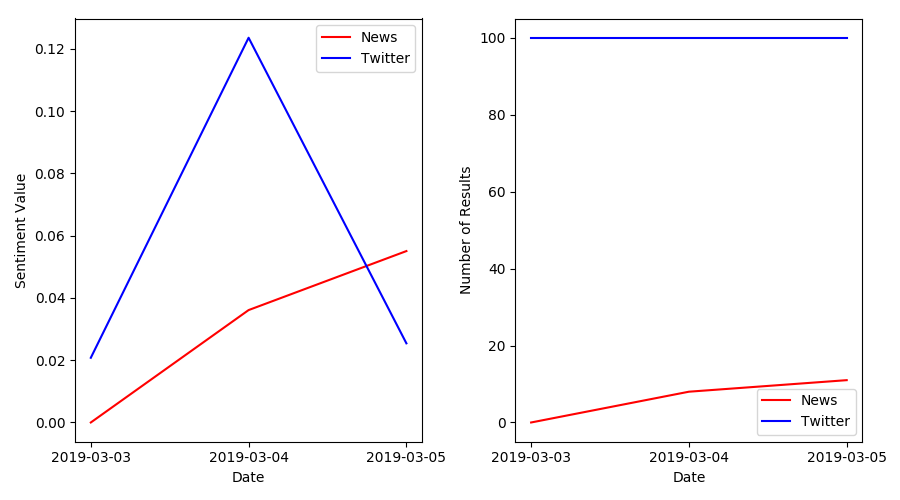 News
Twitter
0.12
0.10
0.08
0.06
0.04
0.02
0.00
Sentiment Value
2019-03-03 2019-03-04 2019-03-05
Date
100
80
60
40
20
0
Number of Results
News
Twitter
2019-03-03 2019-03-04 2019-03-05
Date